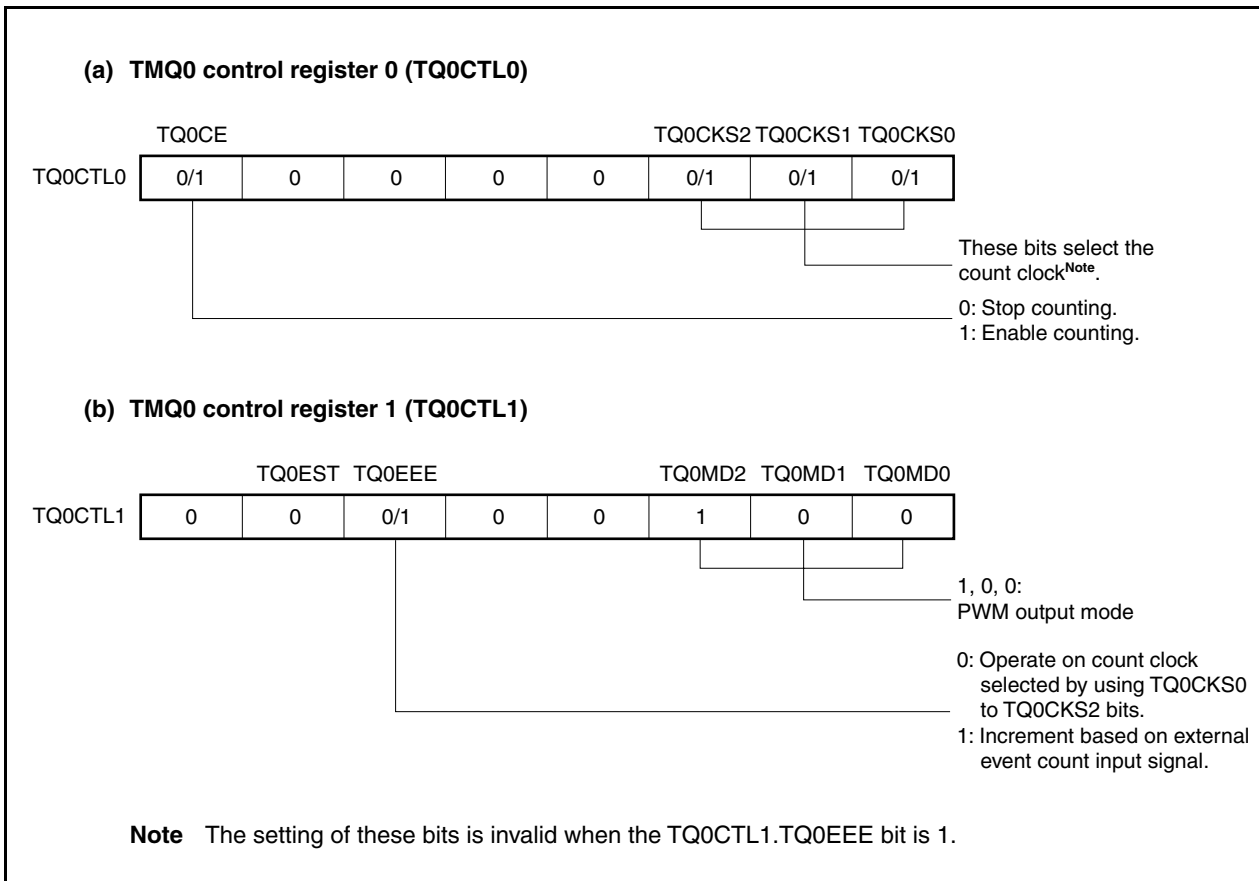 (a) TMQ0 control register 0 (TQ0CTL0)
TQ0CE TQ0CKS2 TQ0CKS1 TQ0CKS0
TQ0CTL0 0/1 0 0 0 0 0/1 0/1 0/1
These bits select the
count clockNote.
0: Stop counting.
1: Enable counting.
(b) TMQ0 control register 1 (TQ0CTL1)
TQ0EST TQ0EEE TQ0MD2 TQ0MD1 TQ0MD0
TQ0CTL1 0 0 0/1 0 0 1 0 0
1, 0, 0:
PWM output mode
0: Operate on count clock
selected by using TQ0CKS0
to TQ0CKS2 bits.
1: Increment based on external
event count input signal.
Note The setting of these bits is invalid when the TQ0CTL1.TQ0EEE bit is 1.